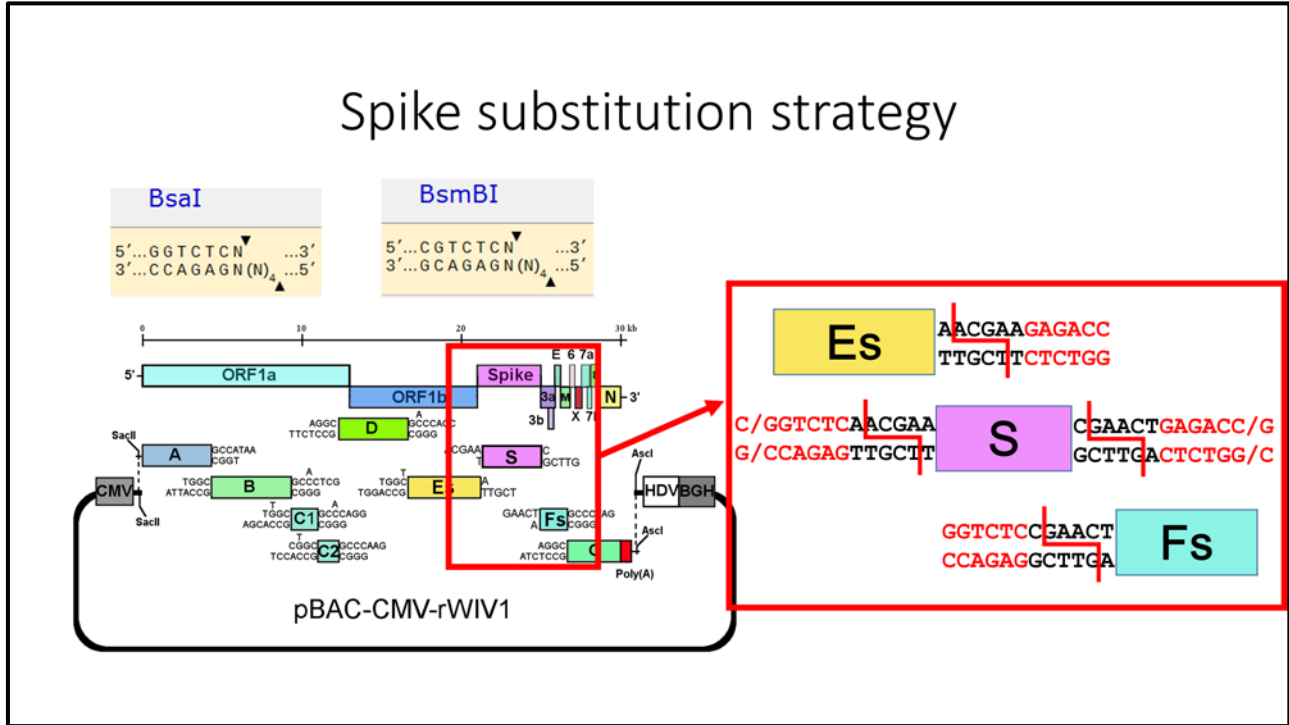 Spike substitution strategy
BsaI
5′...GGTCTCN ...3′
3′...CCAGAGN(N)4...5′
BsmBI
5′...CGTCTCN ...3′
3′...GCAGAGN(N)4...5′
0 10 20 30 kb
E 6 7a
5'- ORF1a Spike 8
ORF1b 3a M N -3'
3b X
A
AGGC D GCCCAGC
TTCTCCG CGGG
SacII
A GCCATAA
CGGT
ACGAA S C
T GCTTG
A
TGGC B GCCCTCG
ATTACCG CGGG
T A
TGGACCG Es TTGCT
TGGC
AscI
CMV
SacII
HDV BGH
T A
TGGC C1 GCCCAGG
AGCACCG CGGG
GAACT Fs
A CGGG
AscI
T
CGGC C2 GCCCAAG
TCCACCG CGGG
AGGC
ATCTCCG
Poly(A)
pBAC-CMV-rWIV1
Es AACGAAGAGACC
TTGCTTCTCTGG
C/GGTCTCAACGAA S CGAACTGAGACC/G
G/CCAGAGTTGCTT GCTTGACTCTGG/C
GGTCTCCGAACT Fs
CCAGAGGCTTGA